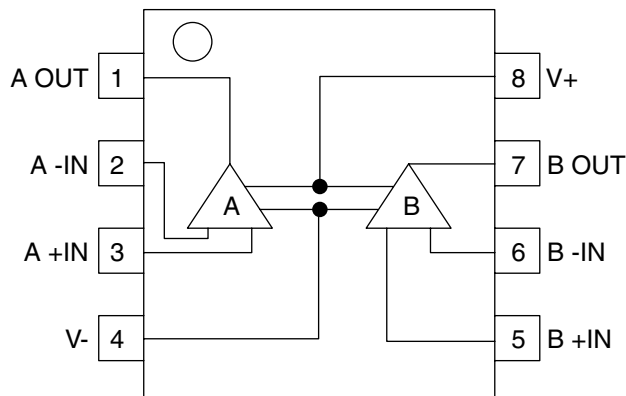 A OUT 1
8 V+
A -IN 2
7 B OUT
A
B
A +IN 3
6 B -IN
V- 4
5 B +IN